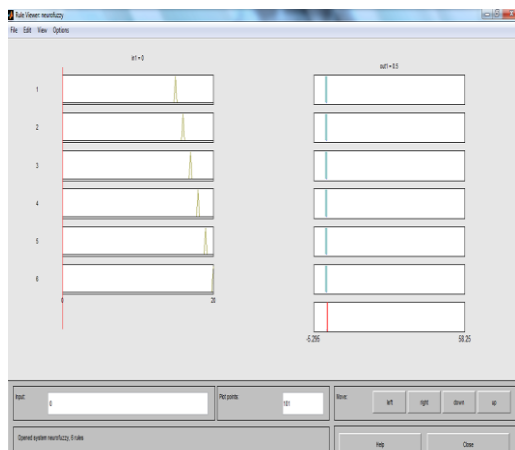 Rule Viewer: neurofuzzy
File Edit View Options
in1 = 0
out1 = 0.5
1
2
3
4
5
6
0 20
-5.295 58.25
Input: 0
Plot points: 101
Move: left right down up
Opened system neurofuzzy, 6 rules
Help Close